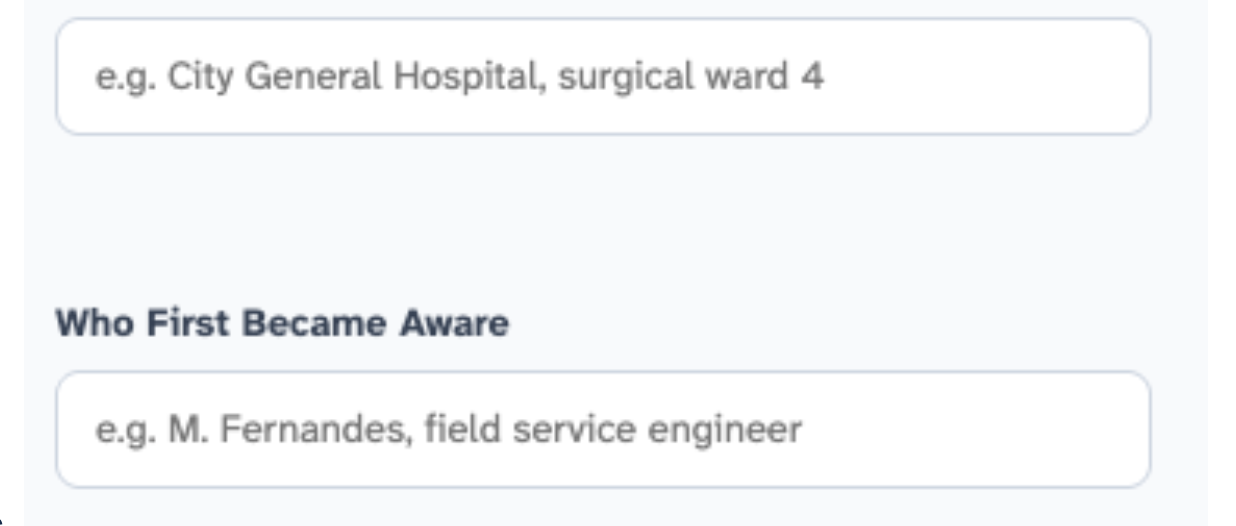 e.g. City General Hospital, surgical ward 4
Who First Became Aware
e.g. M. Fernandes, field service engineer